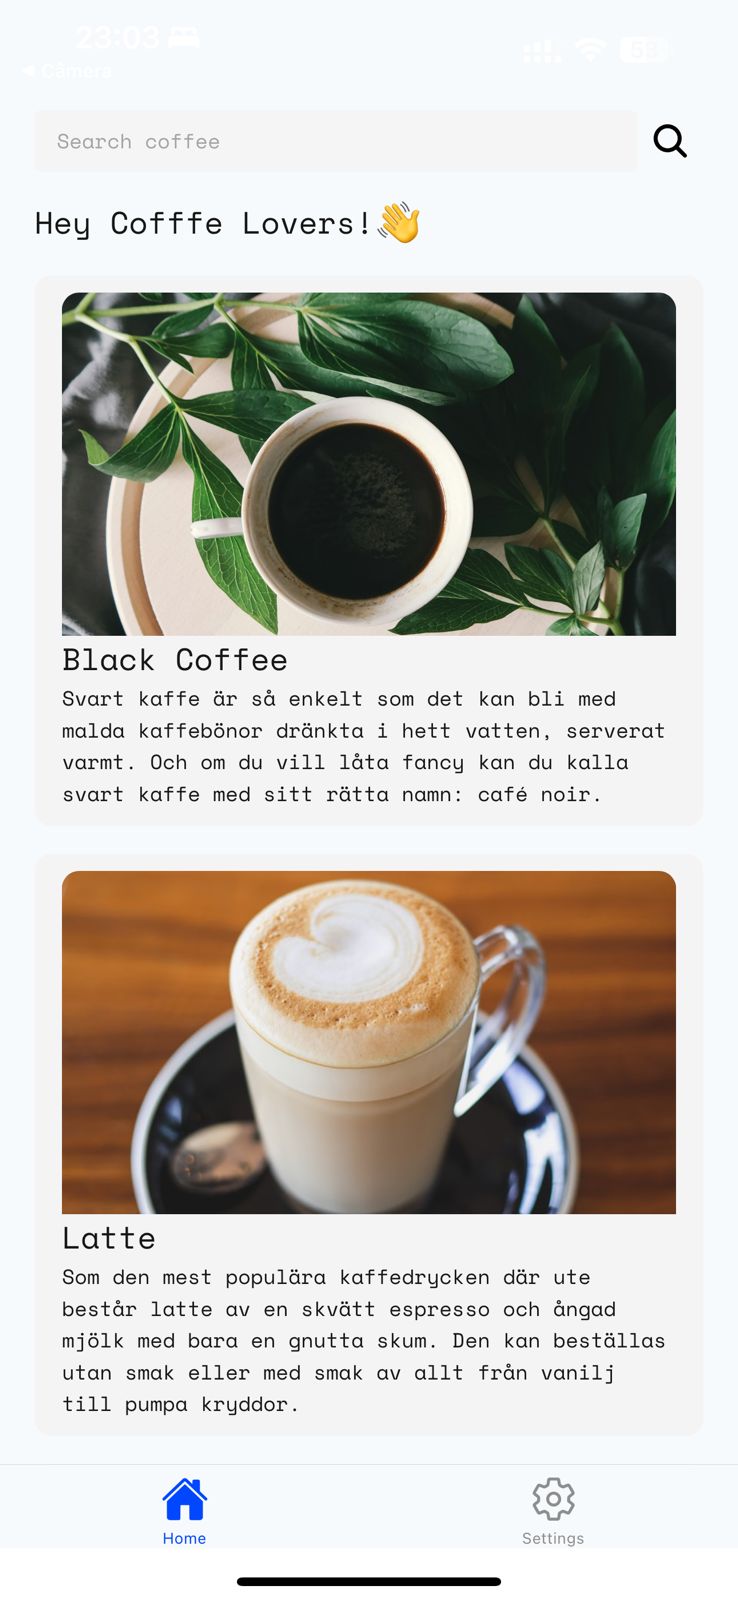 23:03
◀ Câmera
Search coffee
Hey Cofffe Lovers!👋
Black Coffee
Svart kaffe är så enkelt som det kan bli med
malda kaffebönor dränkta i hett vatten, serverat
varmt. Och om du vill låta fancy kan du kalla
svart kaffe med sitt rätta namn: café noir.
Latte
Som den mest populära kaffedrycken där ute
består latte av en skvätt espresso och ångad
mjölk med bara en gnutta skum. Den kan beställas
utan smak eller med smak av allt från vanilj
till pumpa kryddor.
Home
Settings